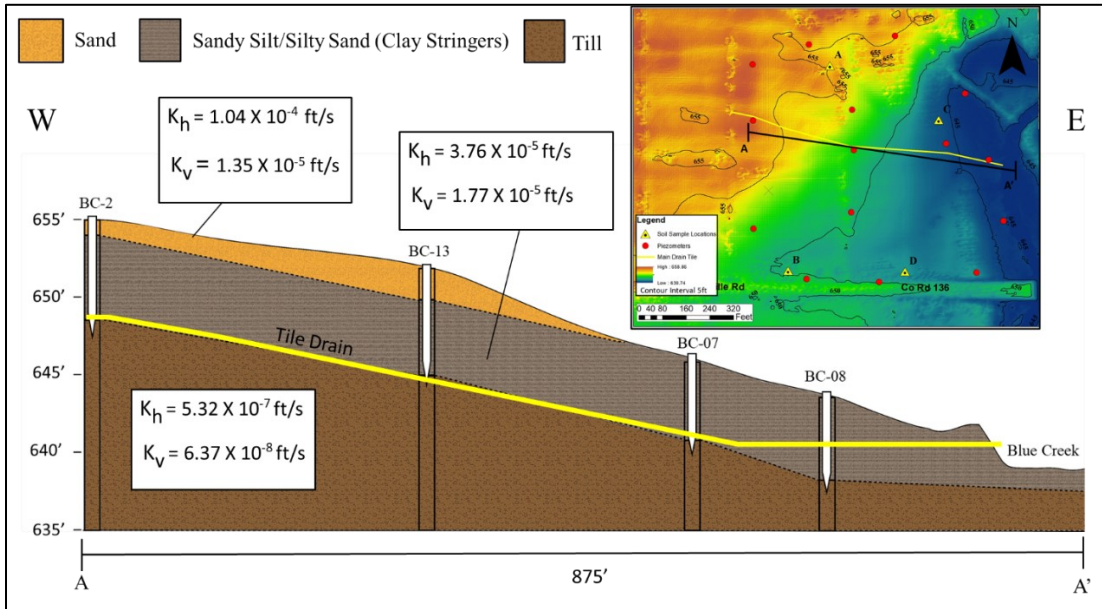 Sand
Sandy Silt/Silty Sand (Clay Stringers)
Till
W
E
Kh = 1.04 X 10-4 ft/s
Kv = 1.35 X 10-5 ft/s
Kh = 3.76 X 10-5 ft/s
Kv = 1.77 X 10-5 ft/s
Kh = 5.32 X 10-7 ft/s
Kv = 6.37 X 10-8 ft/s
655'
650'
645'
640'
635'
BC-2
BC-13
BC-07
BC-08
Tile Drain
Blue Creek
A
875'
A'
N
A
C
A
A'
B
D
655
655
655
650
Legend
Soil Sample Locations
Piezometers
Main Drain Tile
Contour Interval 5ft
0 40 80 160 240 320
Feet
Co Rd 136